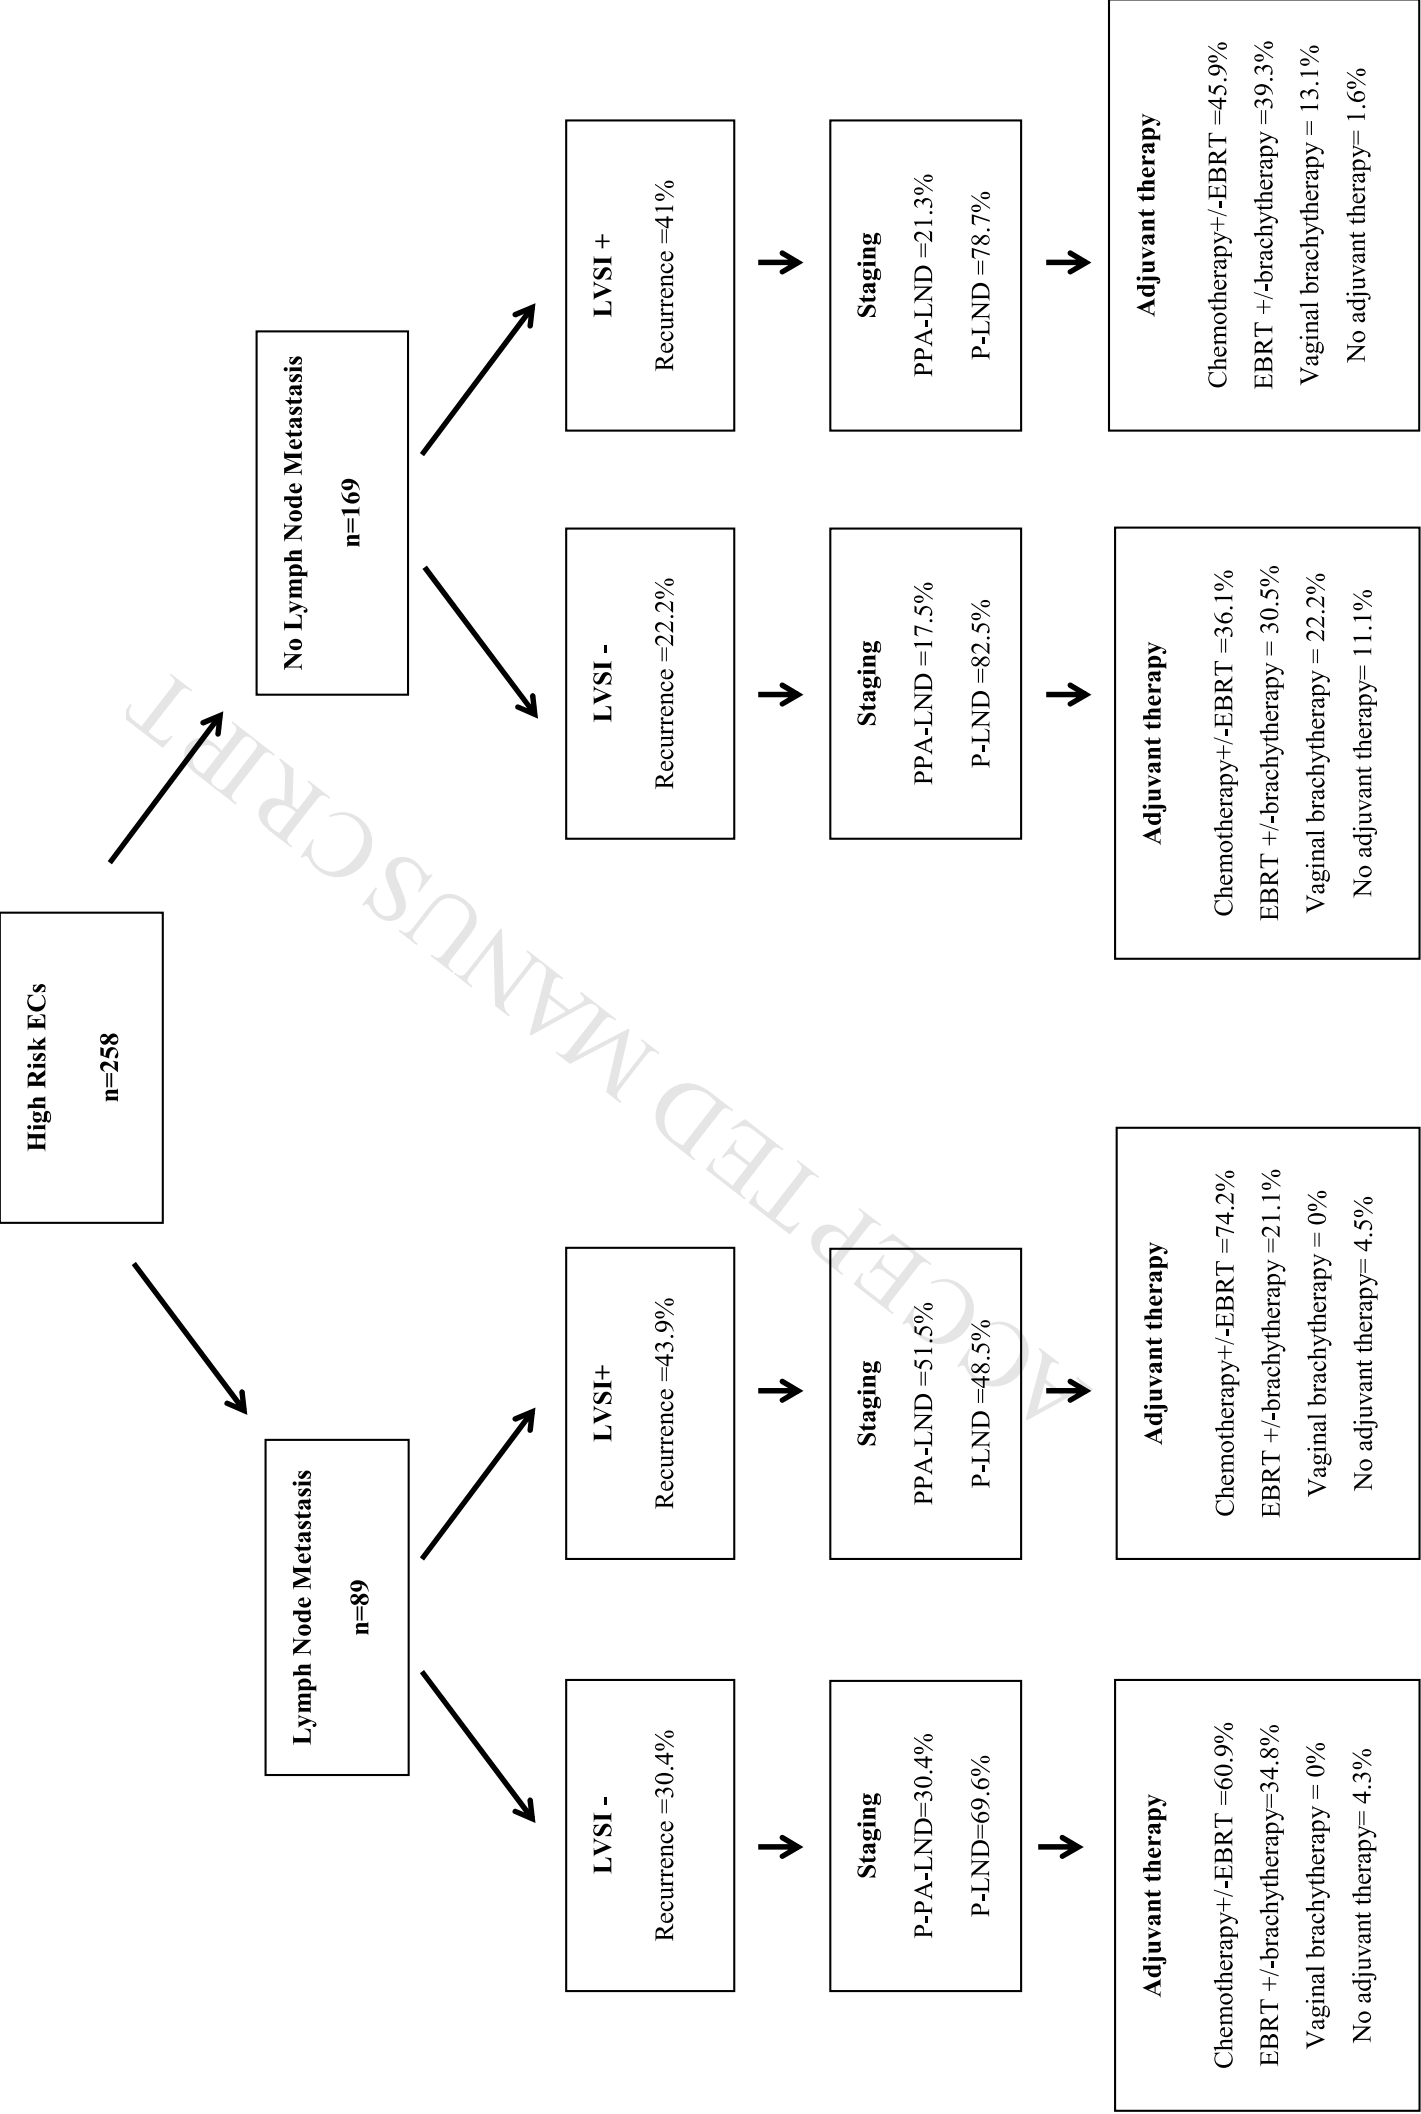 High Risk ECs
n=258
Lymph Node Metastasis
n=89
No Lymph Node Metastasis
n=169
LVSI -
Recurrence =30.4%
LVSI+
Recurrence =43.9%
LVSI -
Recurrence =22.2%
LVSI +
Recurrence =41%
Staging
P-PA-LND=30.4%
P-LND=69.6%
Staging
PPA-LND =51.5%
P-LND =48.5%
Staging
PPA-LND =17.5%
P-LND =82.5%
Staging
PPA-LND =21.3%
P-LND =78.7%
Adjuvant therapy
Chemotherapy+/-EBRT =60.9%
EBRT +/-brachytherapy=34.8%
Vaginal brachytherapy = 0%
No adjuvant therapy= 4.3%
Adjuvant therapy
Chemotherapy+/-EBRT =74.2%
EBRT +/-brachytherapy =21.1%
Vaginal brachytherapy = 0%
No adjuvant therapy= 4.5%
Adjuvant therapy
Chemotherapy+/-EBRT =36.1%
EBRT +/-brachytherapy = 30.5%
Vaginal brachytherapy = 22.2%
No adjuvant therapy= 11.1%
Adjuvant therapy
Chemotherapy+/-EBRT =45.9%
EBRT +/-brachytherapy =39.3%
Vaginal brachytherapy = 13.1%
No adjuvant therapy= 1.6%
ACCEPTED MANUSCRIPT